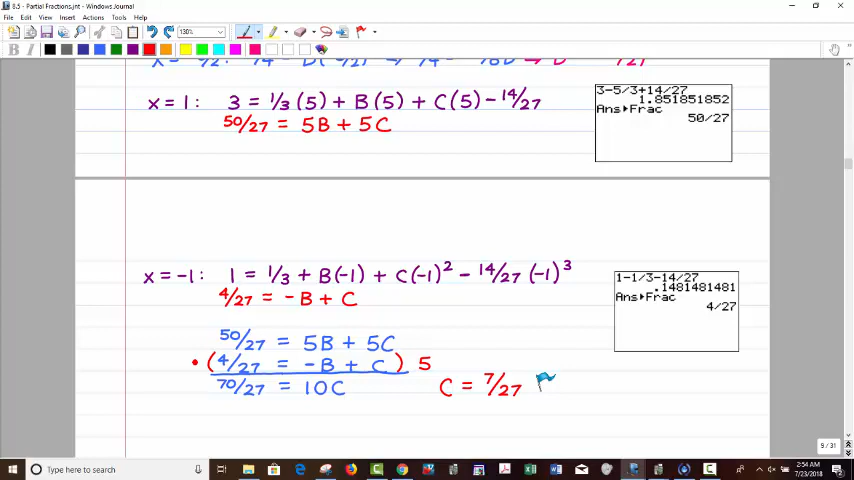 8.5 - Partial Fractions.jnt - Windows Journal
File Edit View Insert Actions Tools Help
130%
B I
x = 1: 3 = 1/3 (5) + B (5) + C (5) - 14/27
50/27 = 5B + 5C
3-5/3+14/27
1.851851852
Ans▸Frac
50/27
x = -1: 1 = 1/3 + B(-1) + C(-1)² - 14/27 (-1)³
4/27 = -B + C
1-1/3-14/27
.1481481481
Ans▸Frac
4/27
50/27 = 5B + 5C
• (4/27 = -B + C) 5
70/27 = 10C
C = 7/27
9 / 31
Type here to search
2:54 AM
7/23/2018